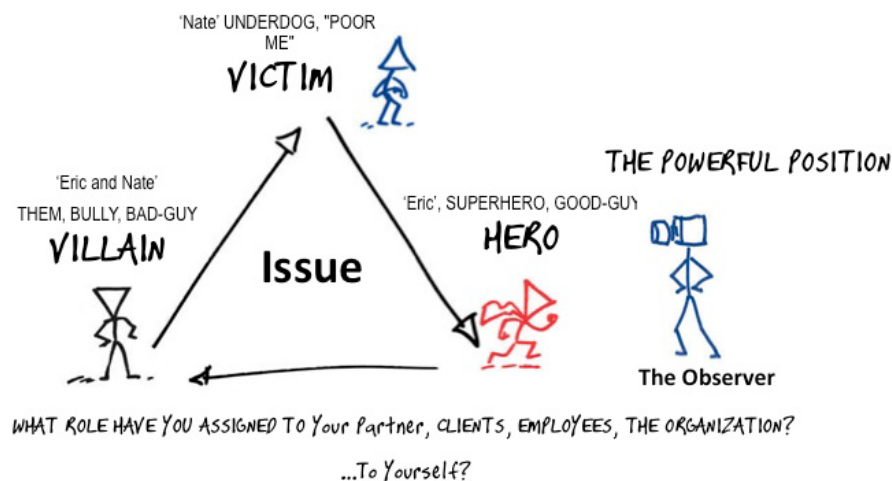 ‘Nate’ UNDERDOG, "POOR
ME"
VICTIM
THE POWERFUL POSITION
‘Eric and Nate’
THEM, BULLY, BAD-GUY
VILLAIN
‘Eric’, SUPERHERO, GOOD-GUY
HERO
Issue
The Observer
WHAT ROLE HAVE YOU ASSIGNED TO Your Partner, CLIENTS, EMPLOYEES, THE ORGANIZATION?
...To Yourself?